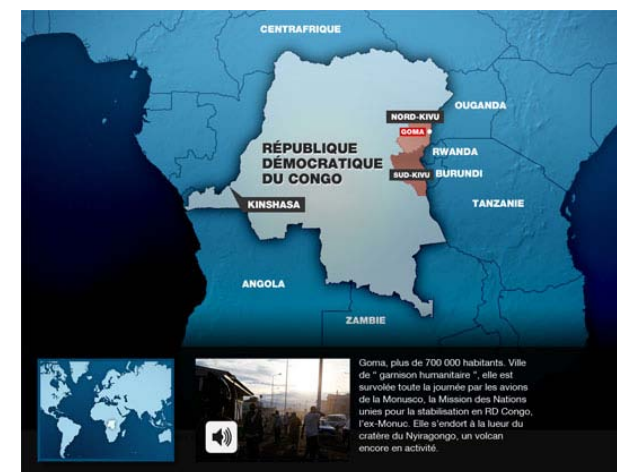 CENTRAFRIQUE
OUGANDA
NORD-KIVU
GOMA
RÉPUBLIQUE
DÉMOCRATIQUE
DU CONGO
RWANDA
SUD-KIVU
BURUNDI
KINSHASA
TANZANIE
ANGOLA
ZAMBIE
Goma, plus de 700 000 habitants. Ville
de “ garnison humanitaire ”, elle est
survolée toute la journée par les avions
de la Monusco, la Mission des Nations
unies pour la stabilisation en RD Congo,
l'ex-Monuc. Elle s'endort à la lueur du
cratère du Nyiragongo, un volcan
encore en activité.